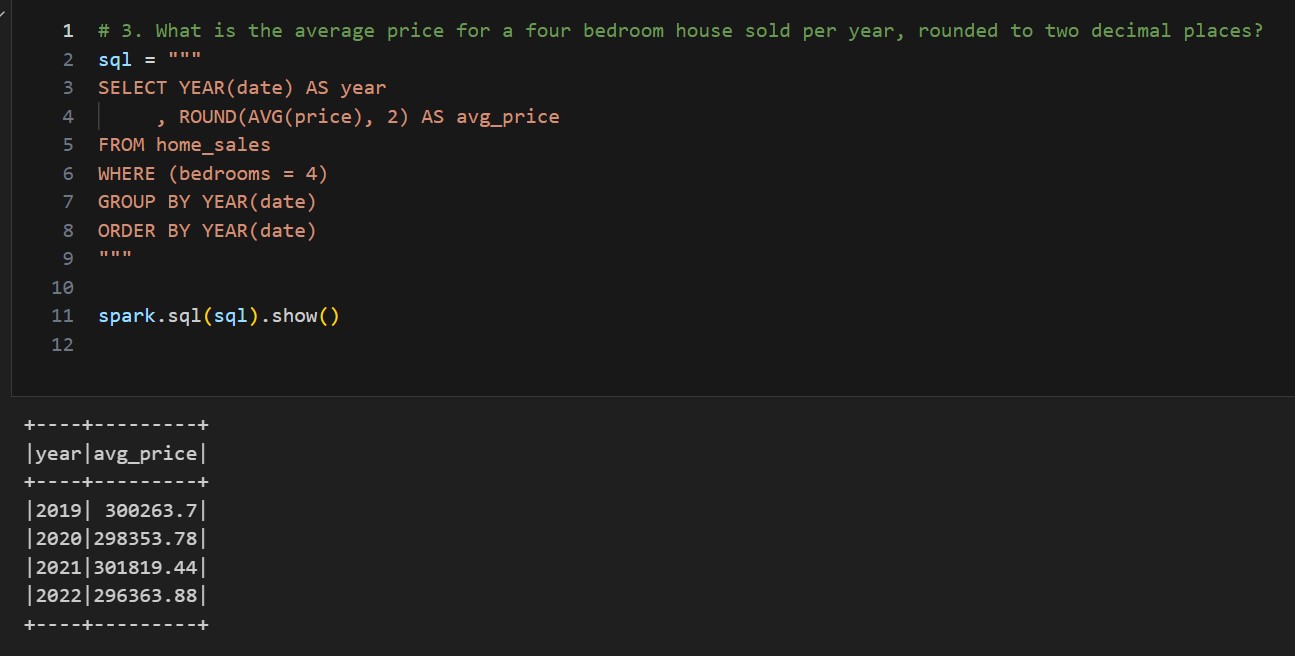 1 # 3. What is the average price for a four bedroom house sold per year, rounded to two decimal places?
2 sql = """
3 SELECT YEAR(date) AS year
4      , ROUND(AVG(price), 2) AS avg_price
5 FROM home_sales
6 WHERE (bedrooms = 4)
7 GROUP BY YEAR(date)
8 ORDER BY YEAR(date)
9 """
10
11 spark.sql(sql).show()
12
+----+---------+
|year|avg_price|
+----+---------+
|2019| 300263.7|
|2020|298353.78|
|2021|301819.44|
|2022|296363.88|
+----+---------+